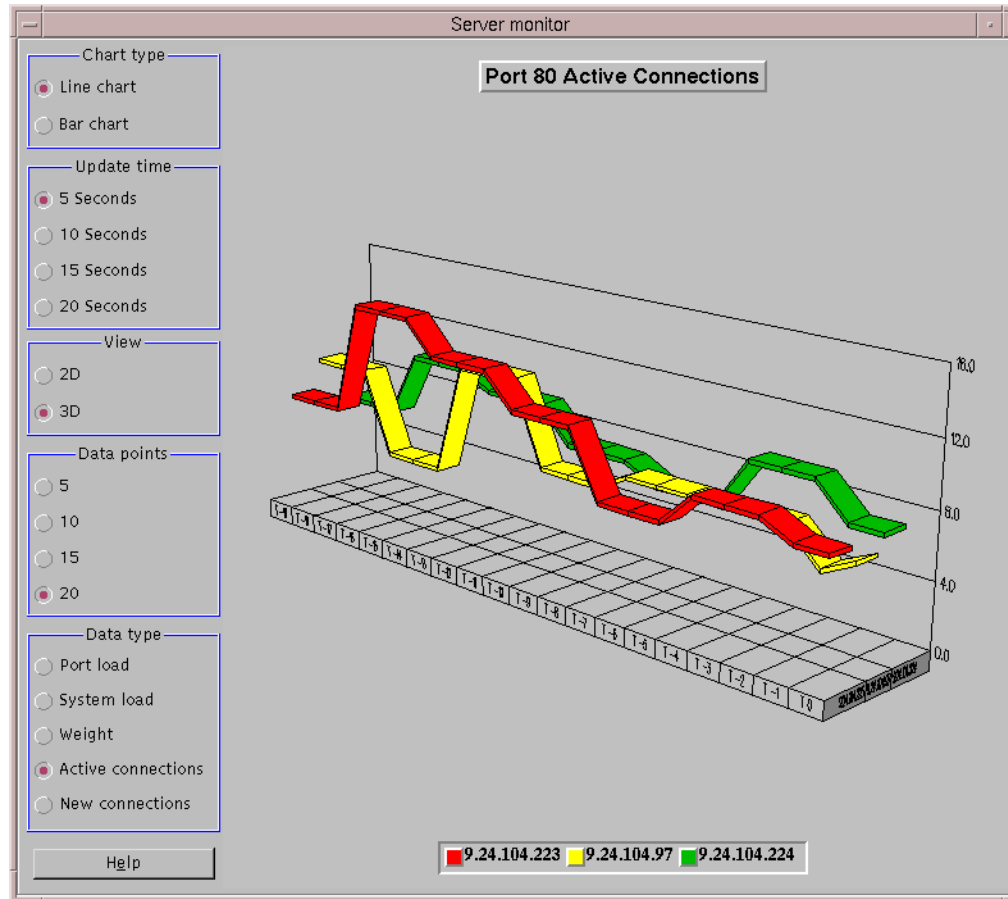 Server monitor
Chart type
Line chart
Bar chart
Update time
5 Seconds
10 Seconds
15 Seconds
20 Seconds
View
2D
3D
Data points
5
10
15
20
Data type
Port load
System load
Weight
Active connections
New connections
Help
Port 80 Active Connections
16.0
12.0
8.0
4.0
0.0
T-9 T-8 T-7 T-6 T-5 T-4 T-3 T-2 T-1 T-0
9.24.104.223 9.24.104.97 9.24.104.224